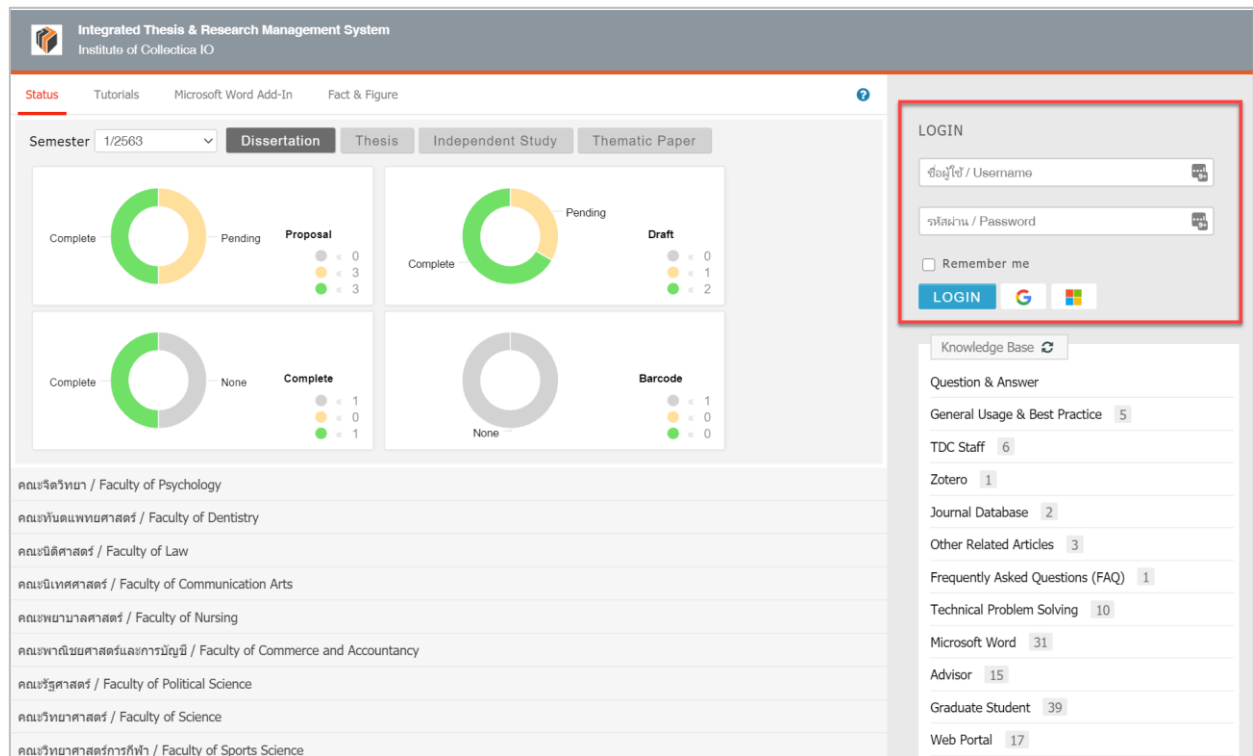 Integrated Thesis & Research Management System
Institute of Collectica IO
Status Tutorials Microsoft Word Add-In Fact & Figure
Semester 1/2563 Dissertation Thesis Independent Study Thematic Paper
Complete Pending
Proposal
« 0
« 3
« 3
Pending
Complete
Draft
« 0
« 1
« 2
Complete None
Complete
« 1
« 0
« 1
None
Barcode
« 1
« 0
« 0
คณะจิตวิทยา / Faculty of Psychology
คณะทันตแพทยศาสตร์ / Faculty of Dentistry
คณะนิติศาสตร์ / Faculty of Law
คณะนิเทศศาสตร์ / Faculty of Communication Arts
คณะพยาบาลศาสตร์ / Faculty of Nursing
คณะพาณิชยศาสตร์และการบัญชี / Faculty of Commerce and Accountancy
คณะรัฐศาสตร์ / Faculty of Political Science
คณะวิทยาศาสตร์ / Faculty of Science
คณะวิทยาศาสตร์การกีฬา / Faculty of Sports Science
LOGIN
ชื่อผู้ใช้ / Username
รหัสผ่าน / Password
Remember me
LOGIN
Knowledge Base
Question & Answer
General Usage & Best Practice 5
TDC Staff 6
Zotero 1
Journal Database 2
Other Related Articles 3
Frequently Asked Questions (FAQ) 1
Technical Problem Solving 10
Microsoft Word 31
Advisor 15
Graduate Student 39
Web Portal 17